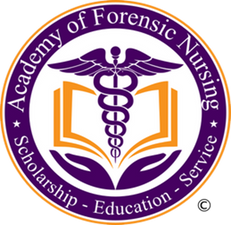 Academy of Forensic Nursing
Scholarship - Education - Service
©